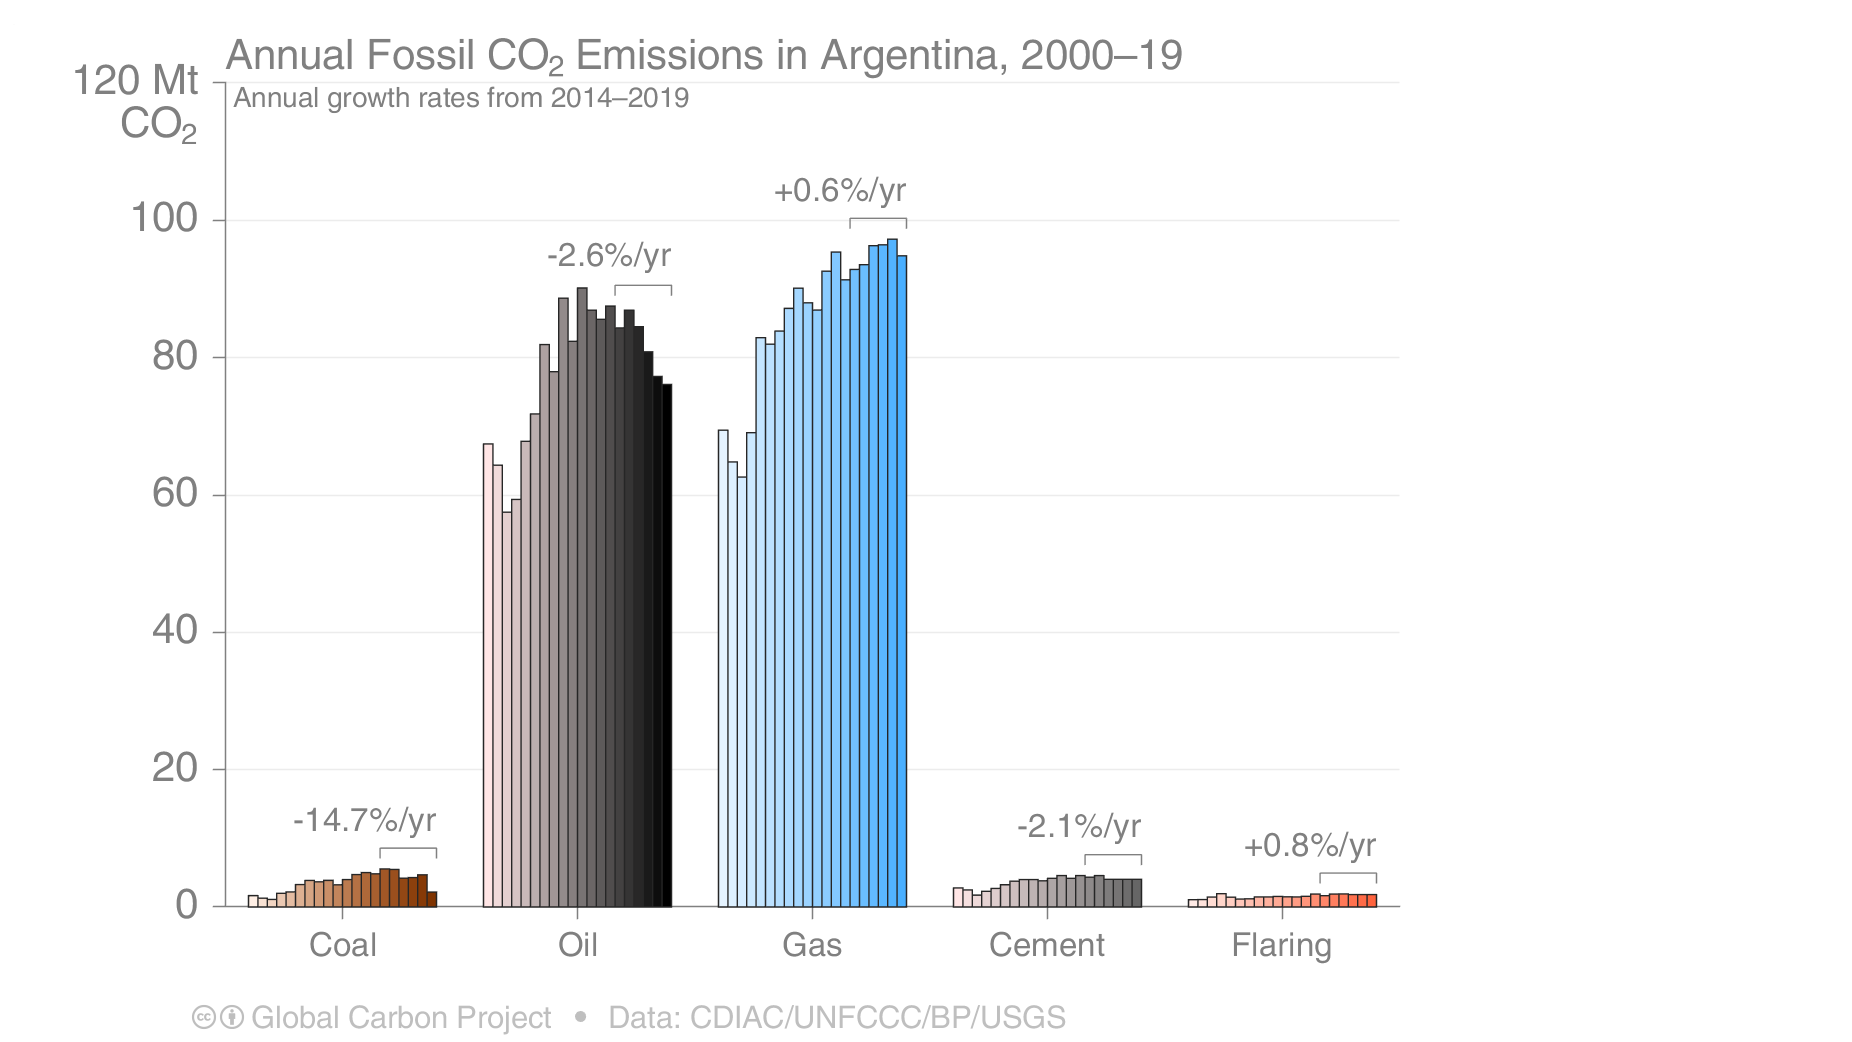 Annual Fossil CO₂ Emissions in Argentina, 2000–19
120 Mt
CO₂
Annual growth rates from 2014–2019
100
80
60
40
20
0
-14.7%/yr
-2.6%/yr
+0.6%/yr
-2.1%/yr
+0.8%/yr
Coal
Oil
Gas
Cement
Flaring
cc Global Carbon Project • Data: CDIAC/UNFCCC/BP/USGS